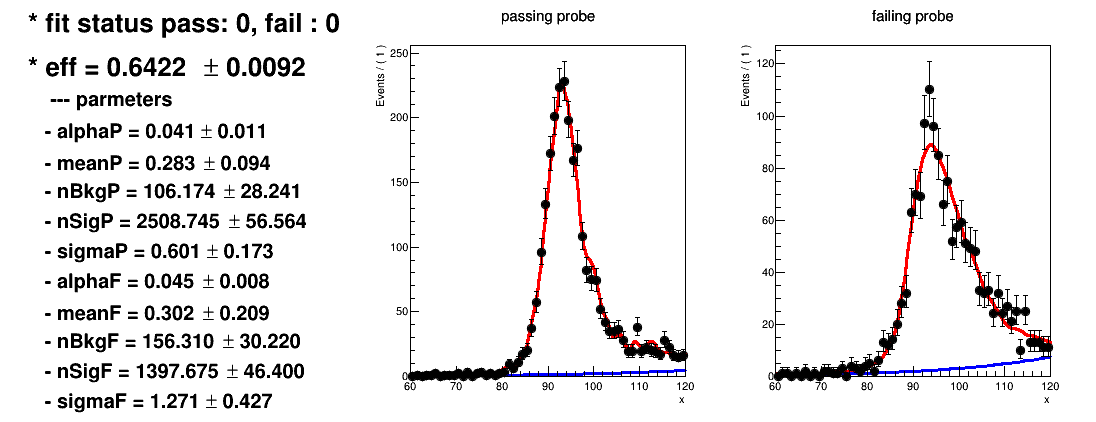 * fit status pass: 0, fail : 0
* eff = 0.6422 ± 0.0092
--- parmeters
- alphaP = 0.041 ± 0.011
- meanP = 0.283 ± 0.094
- nBkgP = 106.174 ± 28.241
- nSigP = 2508.745 ± 56.564
- sigmaP = 0.601 ± 0.173
- alphaF = 0.045 ± 0.008
- meanF = 0.302 ± 0.209
- nBkgF = 156.310 ± 30.220
- nSigF = 1397.675 ± 46.400
- sigmaF = 1.271 ± 0.427
passing probe
Events / ( 1 )
250
200
150
100
50
0
60 70 80 90 100 110 120
x
failing probe
Events / ( 1 )
120
100
80
60
40
20
0
60 70 80 90 100 110 120
x